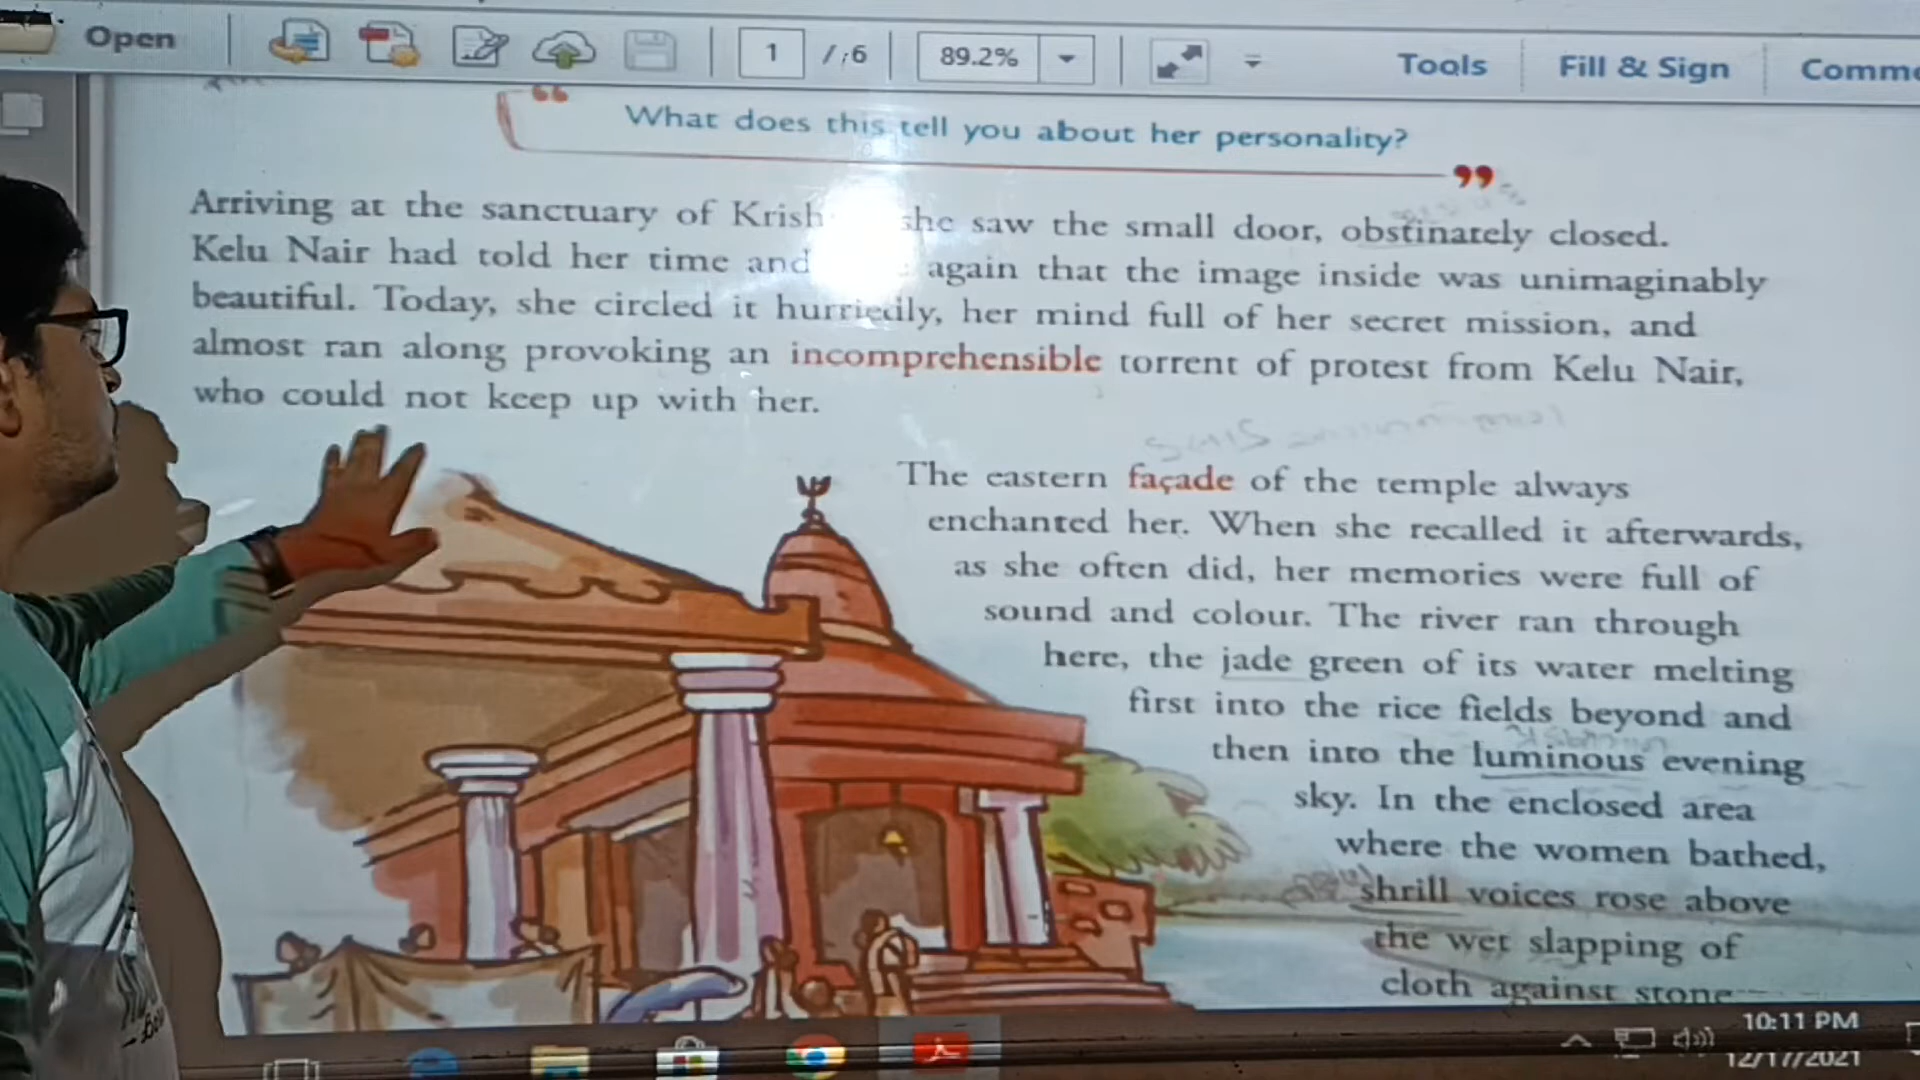 Open
1 / 6
89.2%
Tools
Fill & Sign
Comm
What does this tell you about her personality?
Arriving at the sanctuary of Krish she saw the small door, obstinately closed.
Kelu Nair had told her time and again that the image inside was unimaginably
beautiful. Today, she circled it hurriedly, her mind full of her secret mission, and
almost ran along provoking an incomprehensible torrent of protest from Kelu Nair,
who could not keep up with her.
The eastern façade of the temple always
enchanted her. When she recalled it afterwards,
as she often did, her memories were full of
sound and colour. The river ran through
here, the jade green of its water melting
first into the rice fields beyond and
then into the luminous evening
sky. In the enclosed area
where the women bathed,
shrill voices rose above
the wet slapping of
cloth against stone
10:11 PM
12/17/2021